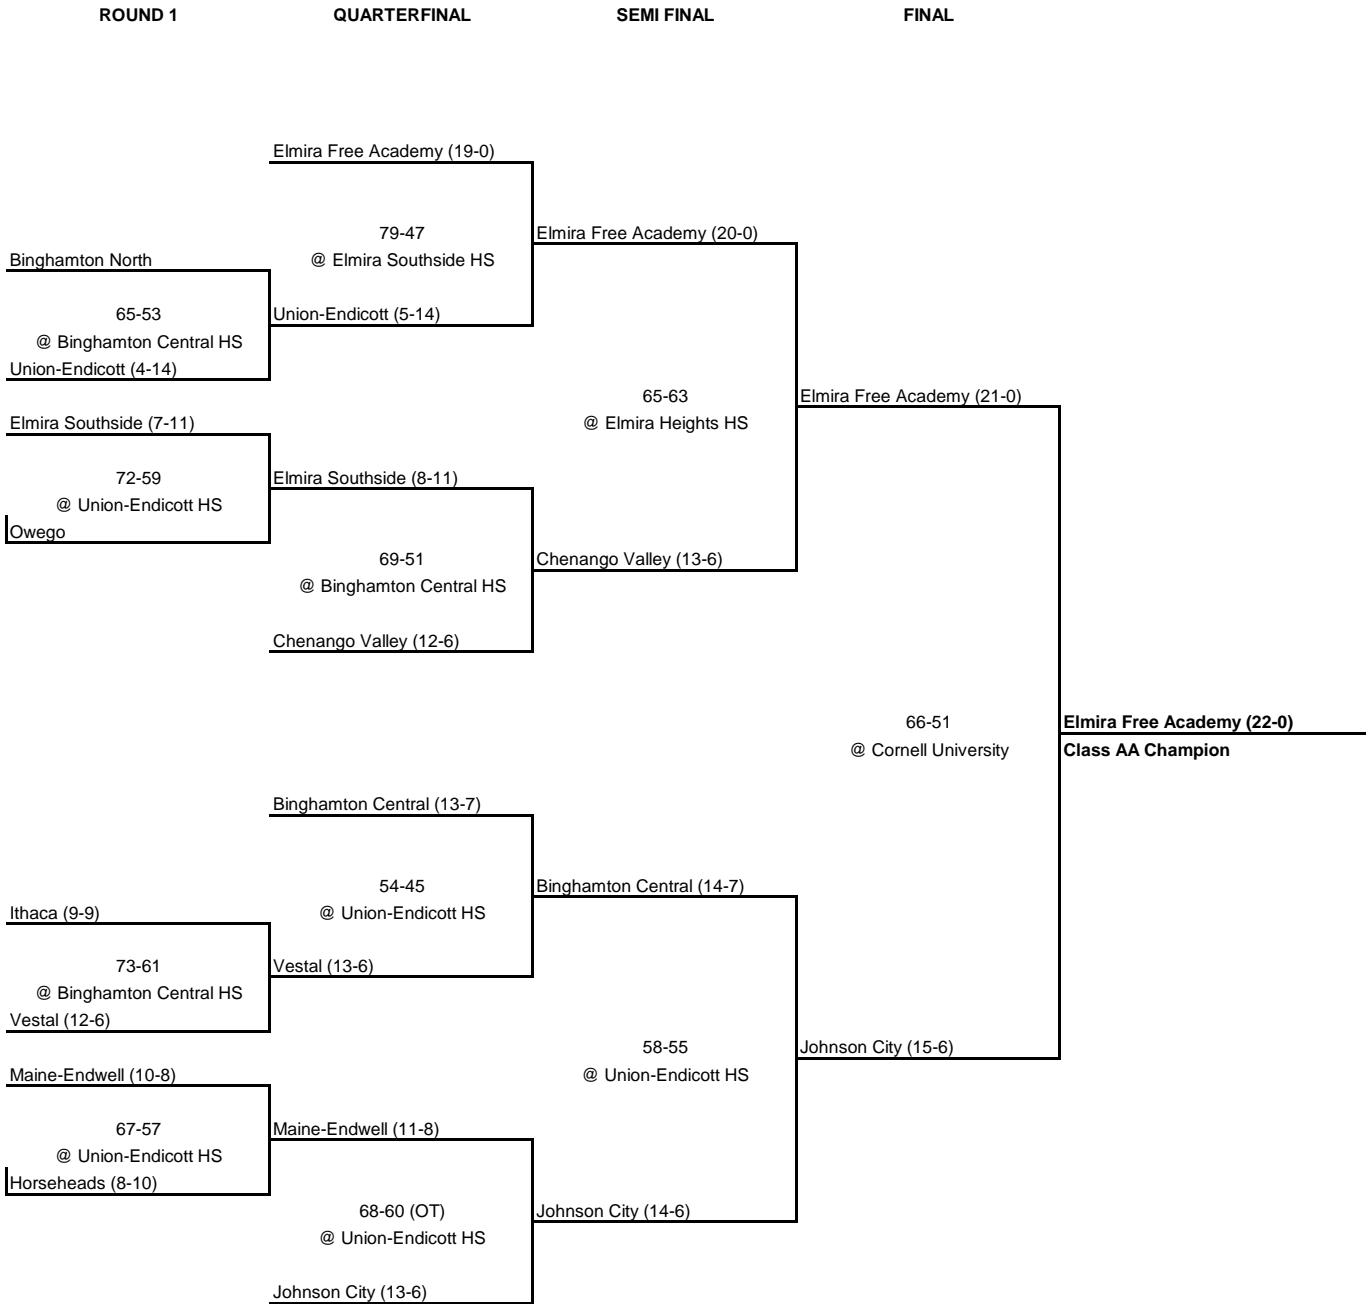 ROUND 1 QUARTERFINAL SEMI FINAL FINAL
Elmira Free Academy (19-0)
79-47 Elmira Free Academy (20-0)
Binghamton North @ Elmira Southside HS
65-53 Union-Endicott (5-14)
@ Binghamton Central HS
Union-Endicott (4-14)
65-63 Elmira Free Academy (21-0)
Elmira Southside (7-11) @ Elmira Heights HS
72-59 Elmira Southside (8-11)
@ Union-Endicott HS
Owego
69-51 Chenango Valley (13-6)
@ Binghamton Central HS
Chenango Valley (12-6)
66-51 Elmira Free Academy (22-0)
@ Cornell University Class AA Champion
Binghamton Central (13-7)
54-45 Binghamton Central (14-7)
Ithaca (9-9) @ Union-Endicott HS
73-61 Vestal (13-6)
@ Binghamton Central HS
Vestal (12-6)
58-55 Johnson City (15-6)
Maine-Endwell (10-8) @ Union-Endicott HS
67-57 Maine-Endwell (11-8)
@ Union-Endicott HS
Horseheads (8-10)
68-60 (OT) Johnson City (14-6)
@ Union-Endicott HS
Johnson City (13-6)